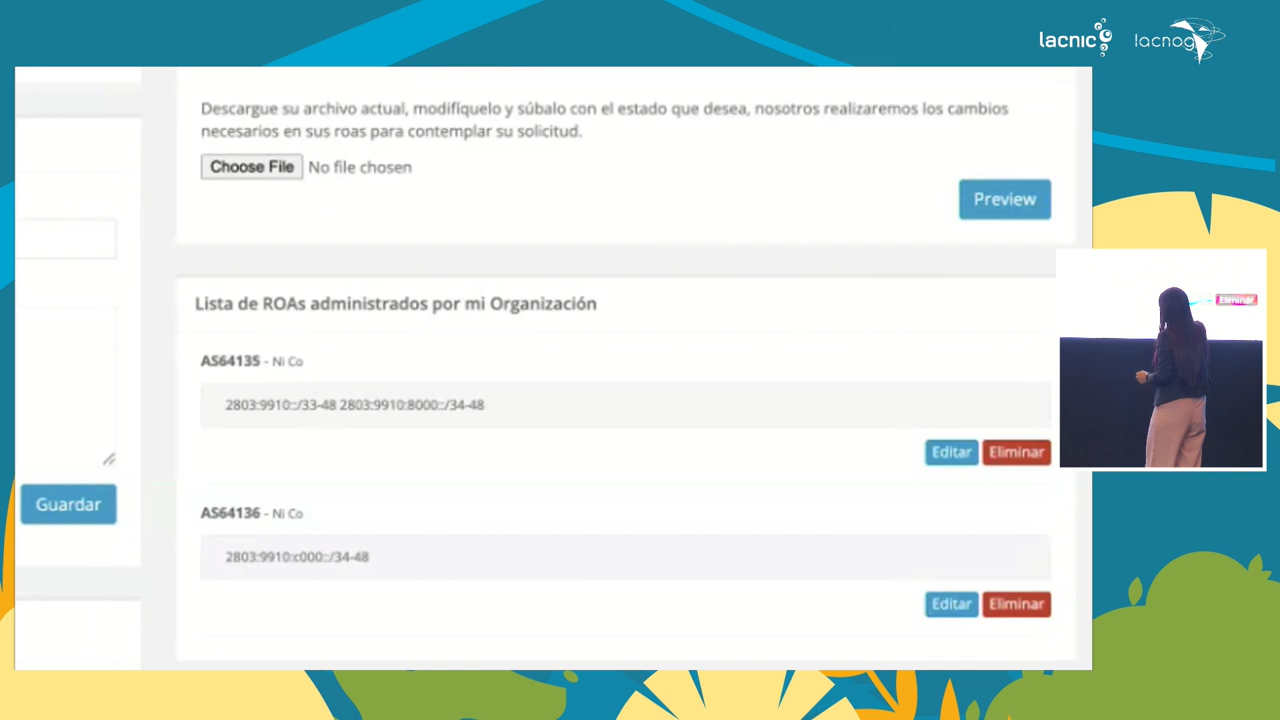 lacnic
lacnog
Descargue su archivo actual, modifíquelo y súbalo con el estado que desea, nosotros realizaremos los cambios
necesarios en sus roas para contemplar su solicitud.
Choose File No file chosen
Preview
Lista de ROAs administrados por mi Organización
Eliminar
AS64135 - Ni Co
2803:9910::/33-48 2803:9910:8000::/34-48
Editar Eliminar
Guardar
AS64136 - Ni Co
2803:9910:c000::/34-48
Editar Eliminar